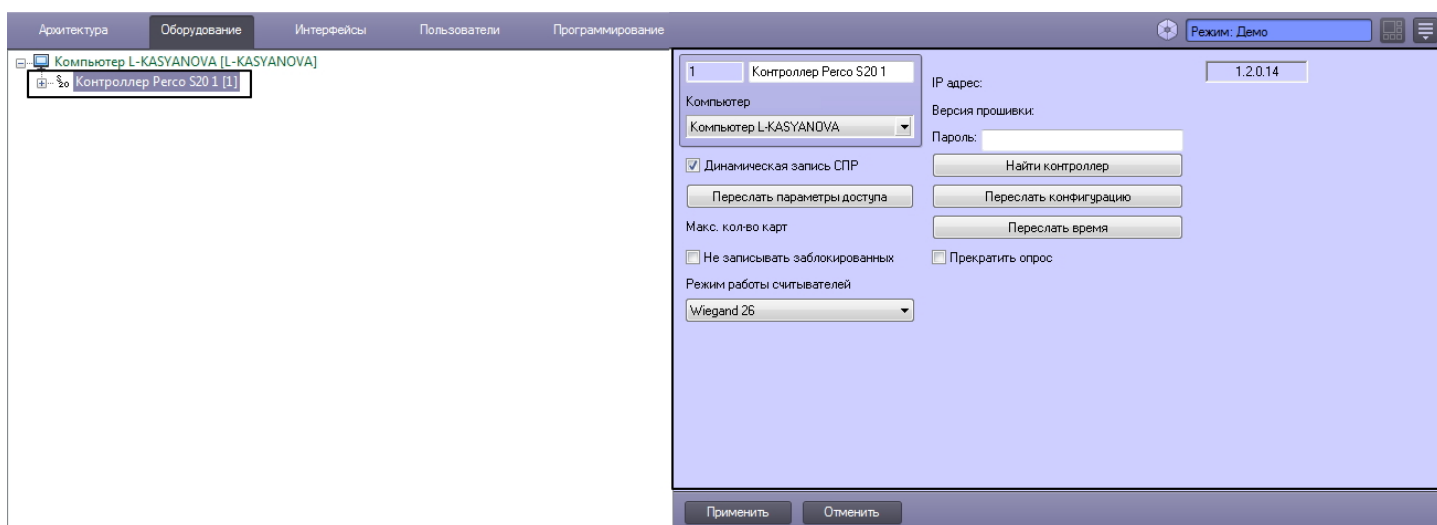 Архитектура Оборудование Интерфейсы Пользователи Программирование Режим: Демо
Компьютер L-KASYANOVA [L-KASYANOVA]
Контроллер Perco S20 1 [1]
1 Контроллер Perco S20 1
Компьютер
Компьютер L-KASYANOVA
Динамическая запись СПР
Переслать параметры доступа
Макс. кол-во карт
Не записывать заблокированных
Режим работы считывателей
Wiegand 26
IP адрес:
Версия прошивки:
Пароль:
Найти контроллер
Переслать конфигурацию
Переслать время
Прекратить опрос
1.2.0.14
Применить Отменить